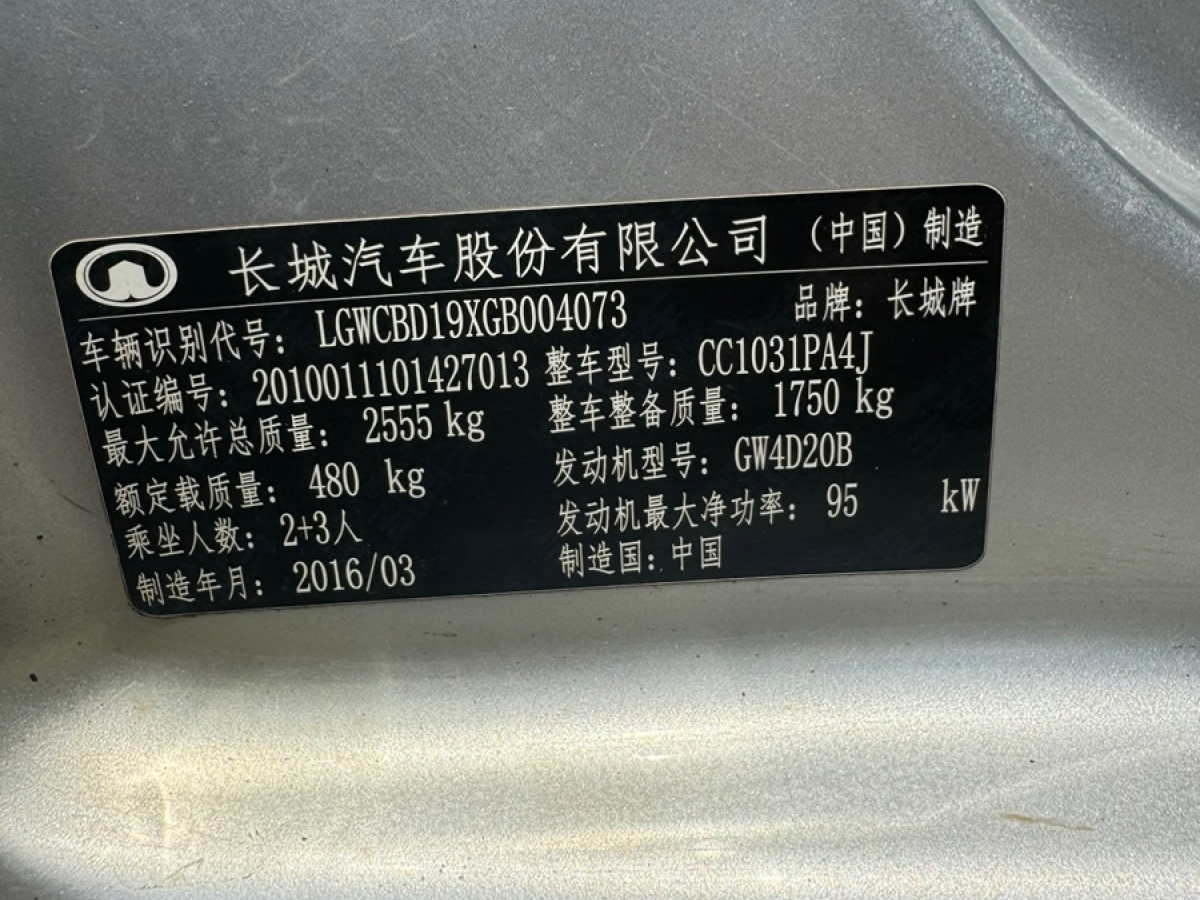 长城汽车股份有限公司 (中国) 制造
车辆识别代号: LGWCBD19XGB004073 品牌: 长城牌
认证编号: 2010011101427013 整车型号: CC1031PA4J
最大允许总质量: 2555 kg 整车整备质量: 1750 kg
额定载质量: 480 kg 发动机型号: GW4D20B
乘坐人数: 2+3人 发动机最大净功率: 95 kW
制造年月: 2016/03 制造国: 中国